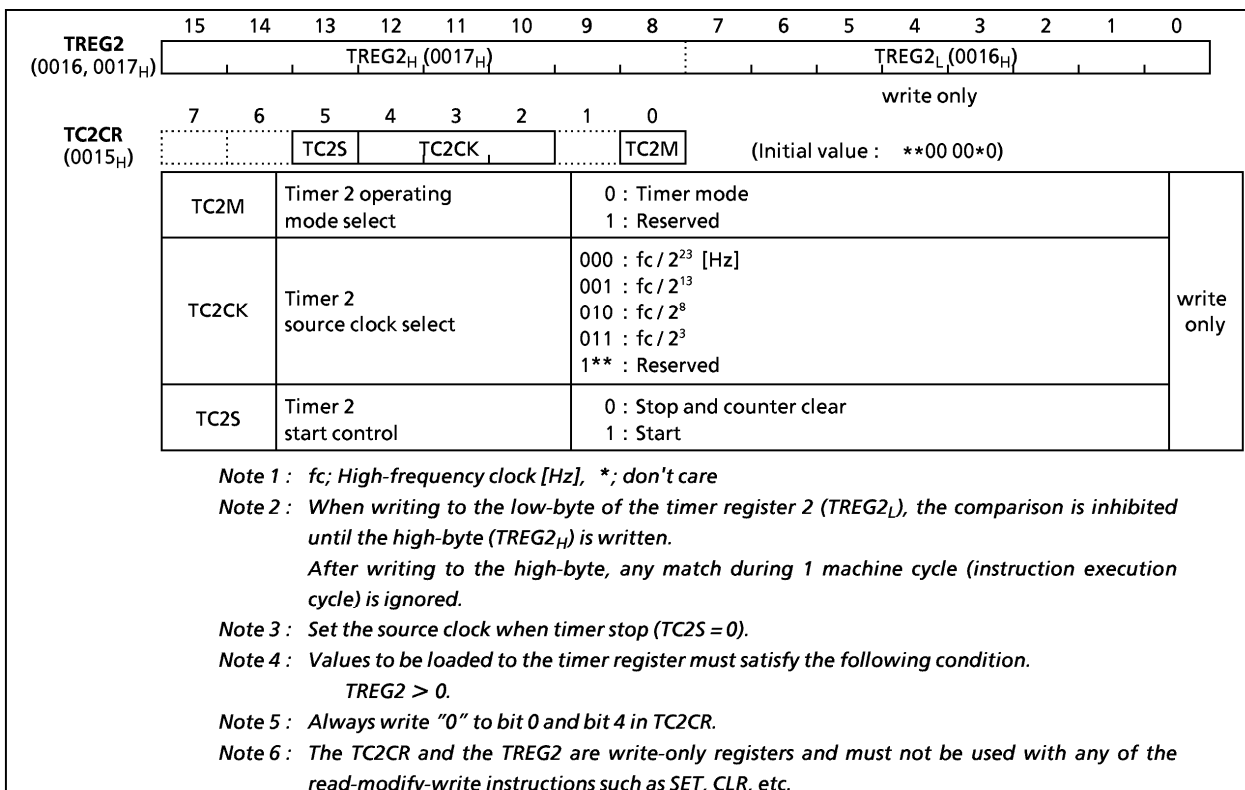 15 14 13 12 11 10 9 8 7 6 5 4 3 2 1 0
TREG2
(0016, 0017H)
TREG2H (0017H) TREG2L (0016H)
write only
7 6 5 4 3 2 1 0
TC2CR
(0015H)
TC2S TC2CK TC2M (Initial value : **00 00*0)
TC2M
Timer 2 operating
mode select
0 : Timer mode
1 : Reserved
TC2CK
Timer 2
source clock select
000 : fc / 2²³ [Hz]
001 : fc / 2¹³
010 : fc / 2⁸
011 : fc / 2³
1** : Reserved
TC2S
Timer 2
start control
0 : Stop and counter clear
1 : Start
write
only
Note 1 : fc; High-frequency clock [Hz], *; don't care
Note 2 : When writing to the low-byte of the timer register 2 (TREG2L), the comparison is inhibited
until the high-byte (TREG2H) is written.
After writing to the high-byte, any match during 1 machine cycle (instruction execution
cycle) is ignored.
Note 3 : Set the source clock when timer stop (TC2S = 0).
Note 4 : Values to be loaded to the timer register must satisfy the following condition.
TREG2 > 0.
Note 5 : Always write "0" to bit 0 and bit 4 in TC2CR.
Note 6 : The TC2CR and the TREG2 are write-only registers and must not be used with any of the
read-modify-write instructions such as SET, CLR, etc.